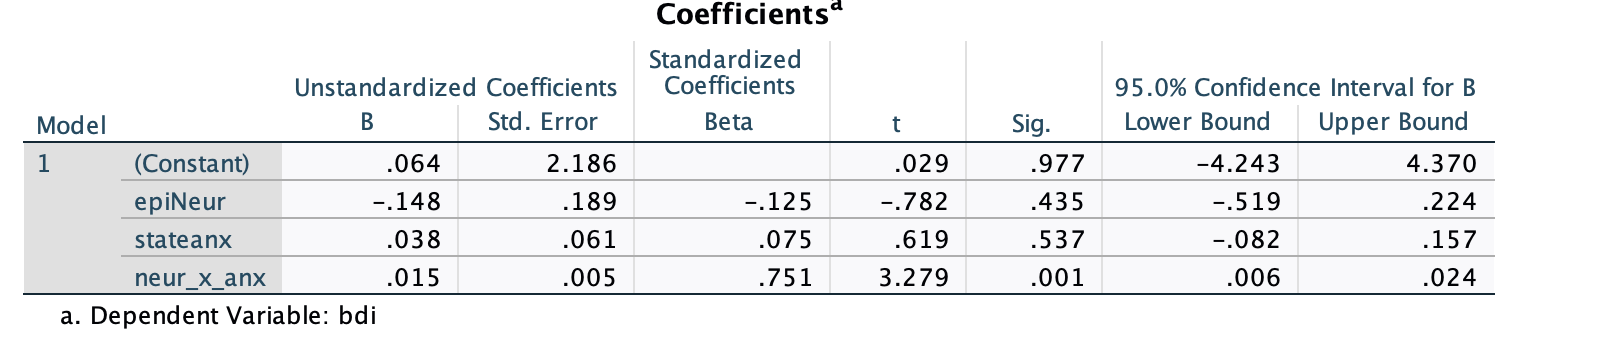 Coefficientsᵃ
Unstandardized Coefficients Standardized Coefficients 95.0% Confidence Interval for B
Model B Std. Error Beta t Sig. Lower Bound Upper Bound
1 (Constant) .064 2.186 .029 .977 −4.243 4.370
epiNeur −.148 .189 −.125 −.782 .435 −.519 .224
stateanx .038 .061 .075 .619 .537 −.082 .157
neur_x_anx .015 .005 .751 3.279 .001 .006 .024
a. Dependent Variable: bdi